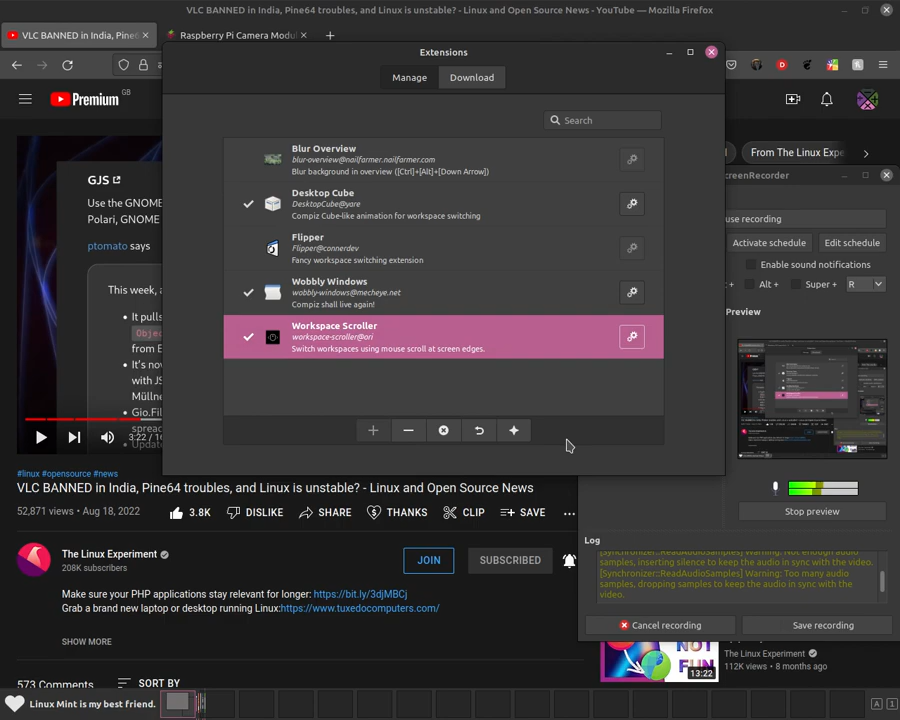 VLC BANNED in India, Pine64 troubles, and Linux is unstable? - Linux and Open Source News - YouTube — Mozilla Firefox
VLC BANNED in India, Pine6
Raspberry Pi Camera Modul
Extensions
Manage
Download
Premium
GB
Search
From The Linux Expe
GJS
Use the GNOME
Polari, GNOME
ptomato says
This week, a
It pulls
Objec
from E
It's nov
with JS
Müllne
Gio.Fil
spread
Updat
3:22 / 1
Blur Overview
blur-overview@nailfarmer.nailfarmer.com
Blur background in overview ([Ctrl]+[Alt]+[Down Arrow])
Desktop Cube
DesktopCube@yare
Compiz Cube-like animation for workspace switching
Flipper
Flipper@connerdev
Fancy workspace switching extension
Wobbly Windows
wobbly-windows@mecheye.net
Compiz shall live again!
Workspace Scroller
workspace-scroller@ori
Switch workspaces using mouse scroll at screen edges.
creenRecorder
use recording
Activate schedule
Edit schedule
Enable sound notifications
+
Alt +
Super +
R
Preview
Stop preview
Log
[Synchronizer::ReadAudioSamples] Warning: Not enough audio
samples, inserting silence to keep the audio in sync with the video.
[Synchronizer::ReadAudioSamples] Warning: Too many audio
samples, dropping samples to keep the audio in sync with the
video.
Cancel recording
Save recording
#linux #opensource #news
VLC BANNED in India, Pine64 troubles, and Linux is unstable? - Linux and Open Source News
52,871 views • Aug 18, 2022
3.8K
DISLIKE
SHARE
THANKS
CLIP
SAVE
The Linux Experiment
208K subscribers
JOIN
SUBSCRIBED
Make sure your PHP applications stay relevant for longer: https://bit.ly/3djMBCj
Grab a brand new laptop or desktop running Linux:https://www.tuxedocomputers.com/
SHOW MORE
573 Comments
SORT BY
NOT
FUN
13:22
The Linux Experiment
112K views • 8 months ago
Linux Mint is my best friend.
A
1